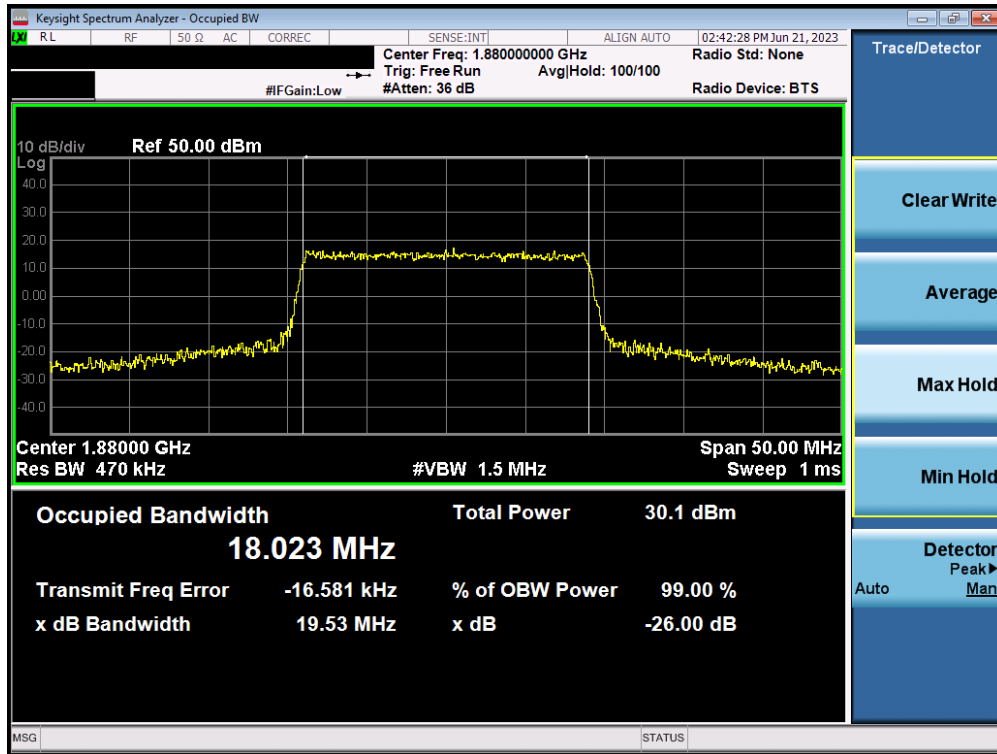 Keysight Spectrum Analyzer - Occupied BW
LXI RL RF 50 Ω AC CORREC SENSE:INT ALIGN AUTO 02:42:28 PM Jun 21, 2023
Center Freq: 1.880000000 GHz Radio Std: None
Trig: Free Run Avg|Hold: 100/100
#IFGain:Low #Atten: 36 dB Radio Device: BTS
10 dB/div Ref 50.00 dBm
Log
40.0
30.0
20.0
10.0
0.00
-10.0
-20.0
-30.0
-40.0
Center 1.88000 GHz Span 50.00 MHz
Res BW 470 kHz #VBW 1.5 MHz Sweep 1 ms
Occupied Bandwidth Total Power 30.1 dBm
18.023 MHz
Transmit Freq Error -16.581 kHz % of OBW Power 99.00 %
x dB Bandwidth 19.53 MHz x dB -26.00 dB
MSG STATUS
Trace/Detector
Clear Write
Average
Max Hold
Min Hold
Detector
Peak▶
Auto Man